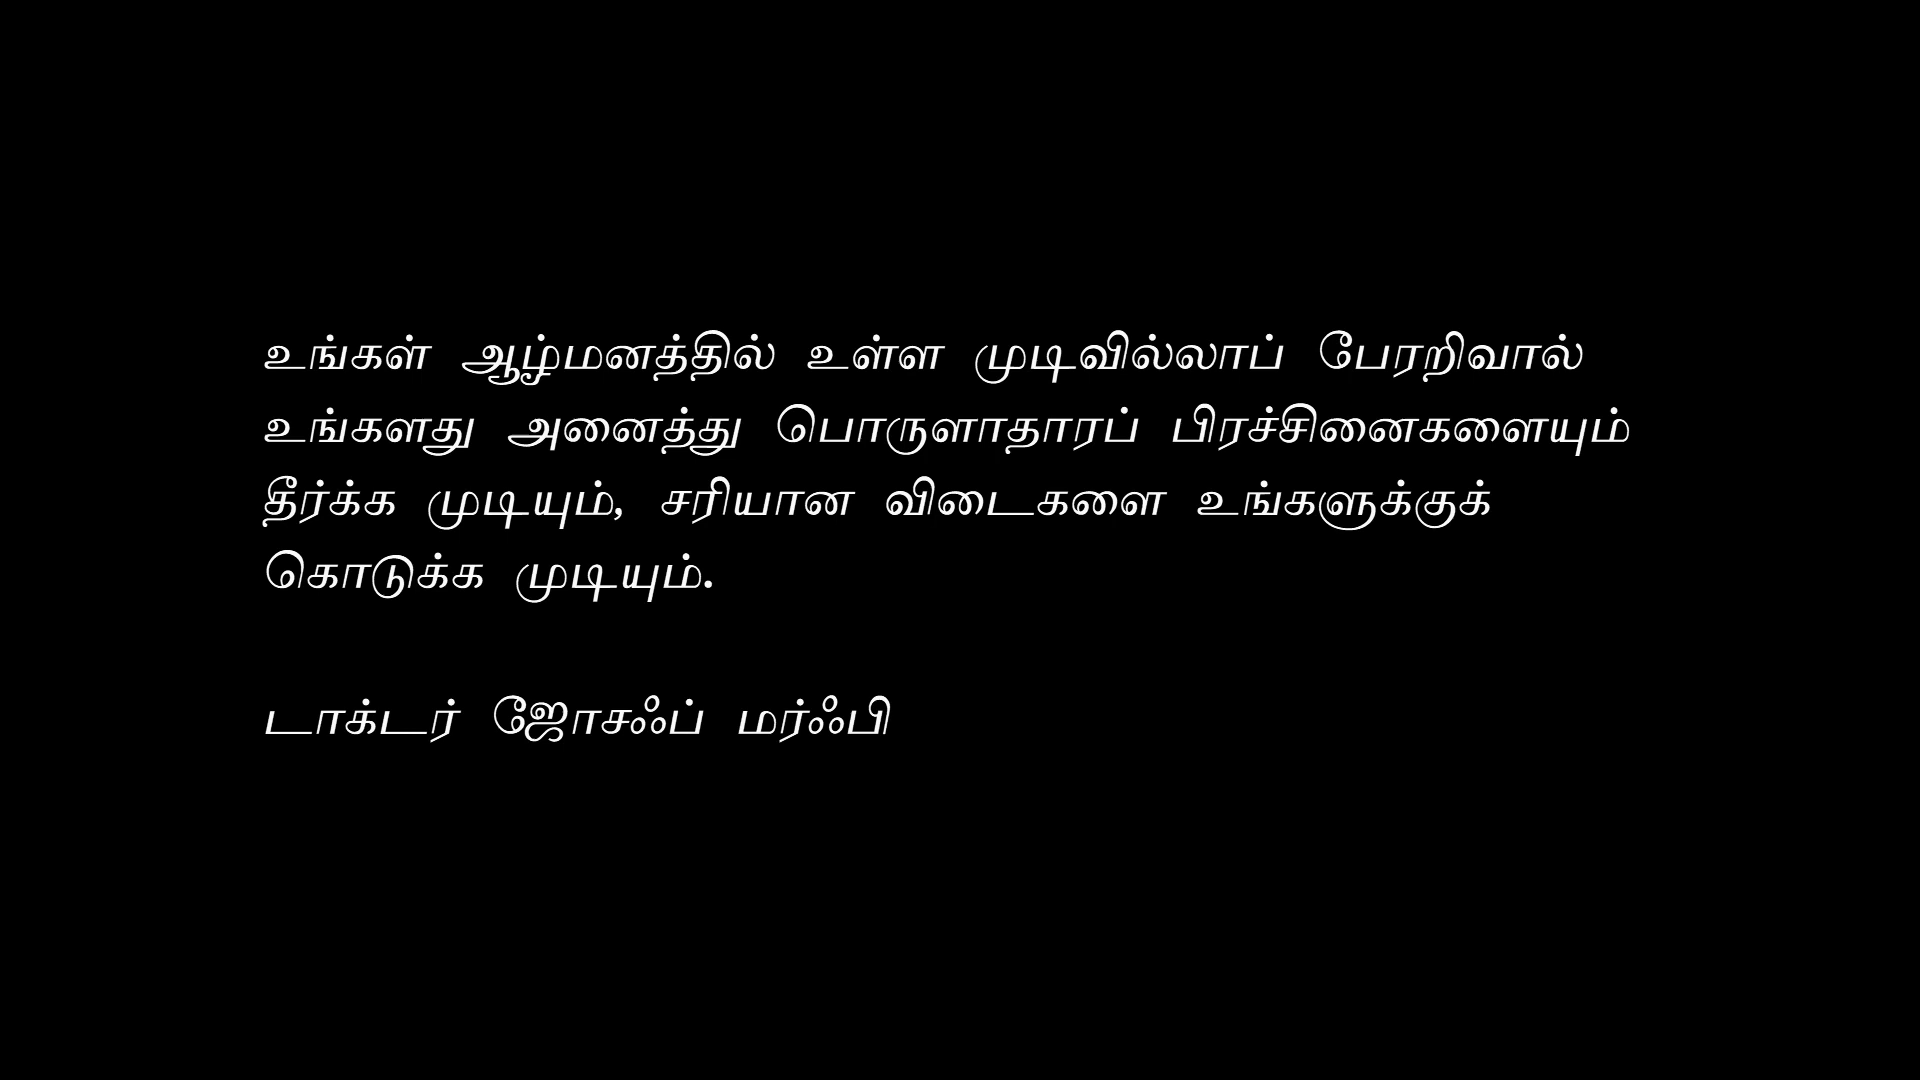 உங்கள் ஆழ்மனத்தில் உள்ள முடிவில்லாப் பேரறிவால்
உங்களது அனைத்து பொருளாதாரப் பிரச்சினைகளையும்
தீர்க்க முடியும், சரியான விடைகளை உங்களுக்குக்
கொடுக்க முடியும்.
டாக்டர் ஜோசஃப் மர்ஃபி